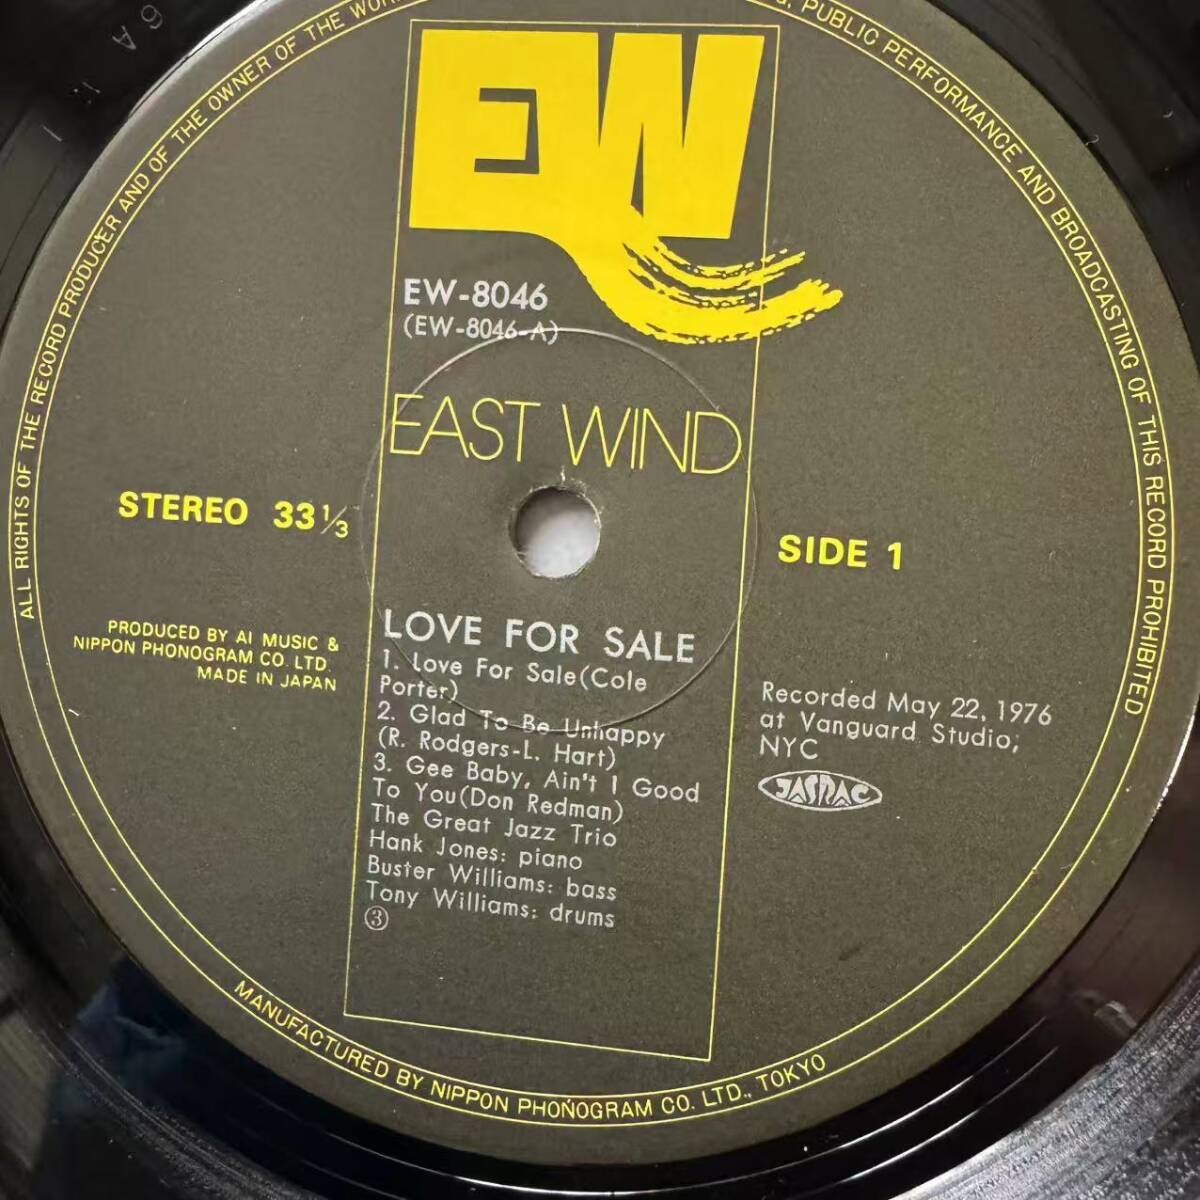 ALL RIGHTS OF THE RECORD PRODUCER AND OF THE OWNER OF THE
PUBLIC PERFORMANCE AND BROADCASTING OF THIS RECORD PROHIBITED
EW
EW-8046
(EW-8046-A)
EAST WIND
STEREO 33 1/3
SIDE 1
PRODUCED BY AI MUSIC &
NIPPON PHONOGRAM CO. LTD.
MADE IN JAPAN
LOVE FOR SALE
1. Love For Sale(Cole
Porter)
2. Glad To Be Unhappy
(R. Rodgers-L. Hart)
3. Gee Baby, Ain't I Good
To You(Don Redman)
The Great Jazz Trio
Hank Jones: piano
Buster Williams: bass
Tony Williams: drums
③
Recorded May 22, 1976
at Vanguard Studio,
NYC
JASRAC
MANUFACTURED BY NIPPON PHONOGRAM CO. LTD., TOKYO